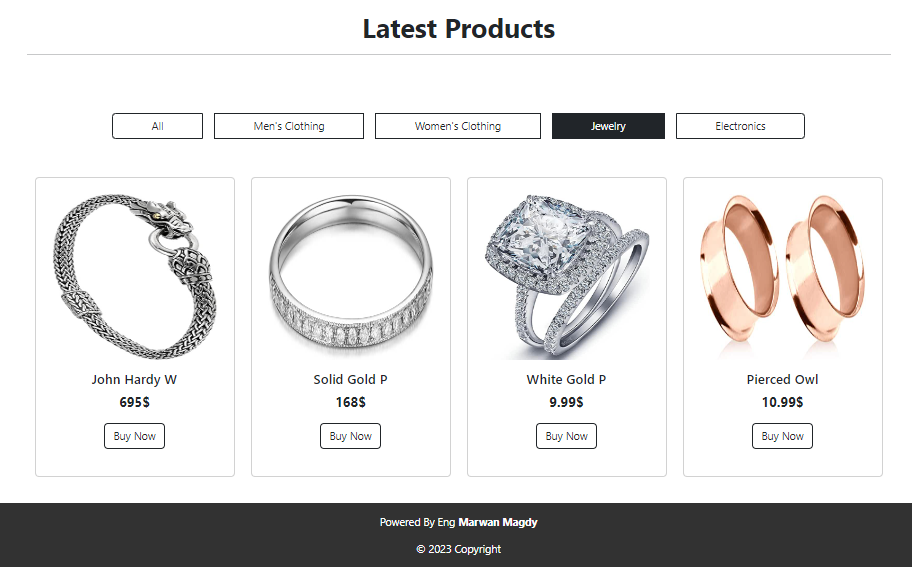 Latest Products
All Men's Clothing Women's Clothing Jewelry Electronics
John Hardy W Solid Gold P White Gold P Pierced Owl
695$ 168$ 9.99$ 10.99$
Buy Now Buy Now Buy Now Buy Now
Powered By Eng Marwan Magdy
© 2023 Copyright